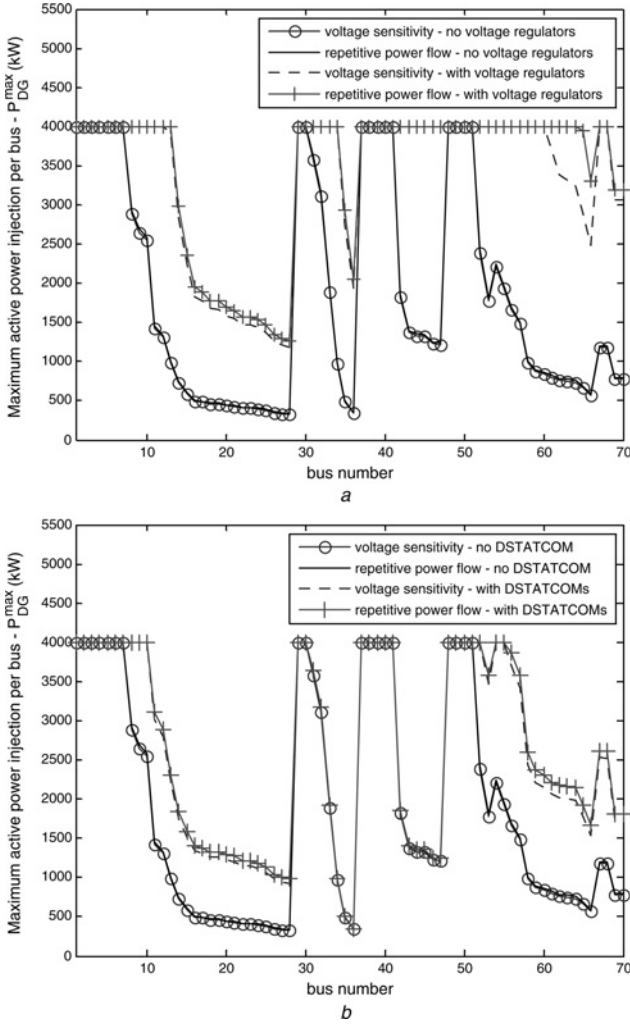 Maximum active power injection per bus - P_DG^max (kW)
5500
5000
4500
4000
3500
3000
2500
2000
1500
1000
500
0
voltage sensitivity - no voltage regulators
repetitive power flow - no voltage regulators
voltage sensitivity - with voltage regulators
repetitive power flow - with voltage regulators
10 20 30 40 50 60 70
bus number
a
Maximum active power injection per bus - P_DG^max (kW)
5500
5000
4500
4000
3500
3000
2500
2000
1500
1000
500
0
voltage sensitivity - no DSTATCOM
repetitive power flow - no DSTATCOM
voltage sensitivity - with DSTATCOMs
repetitive power flow - with DSTATCOMs
10 20 30 40 50 60 70
bus number
b